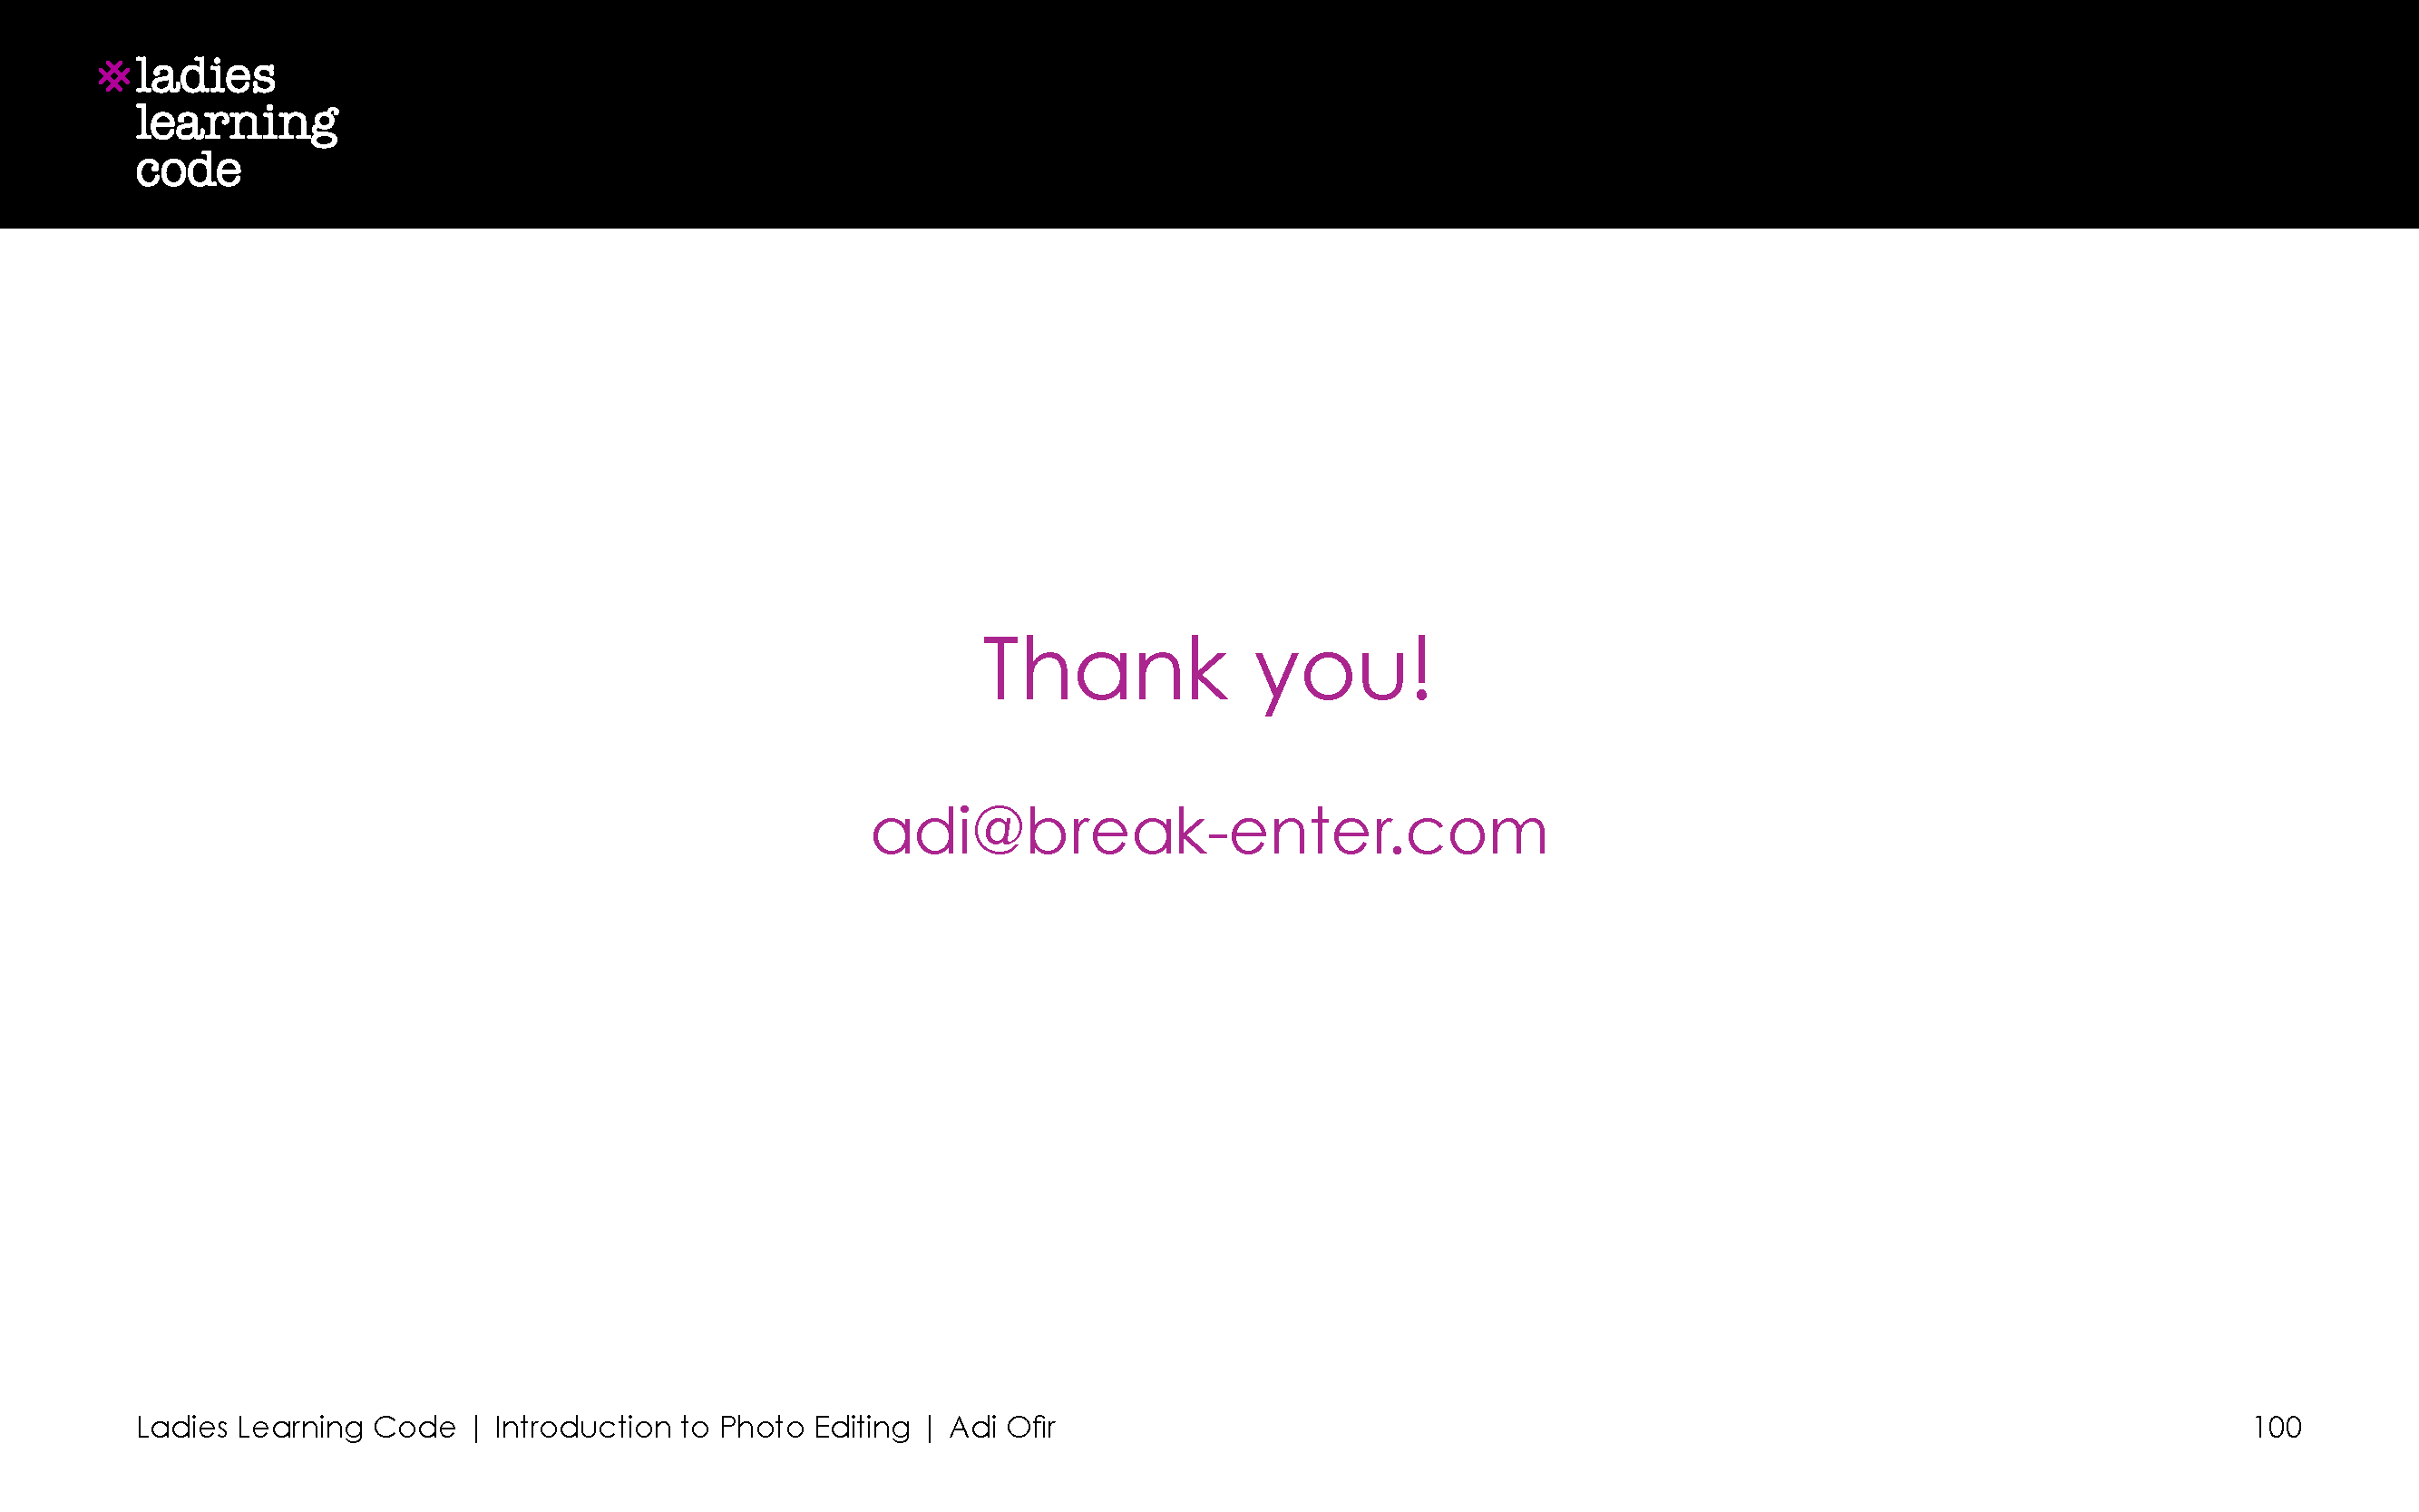 ladies
learning
code
Thank you!
adi@break-enter.com
Ladies Learning Code | Introduction to Photo Editing | Adi Ofir
100